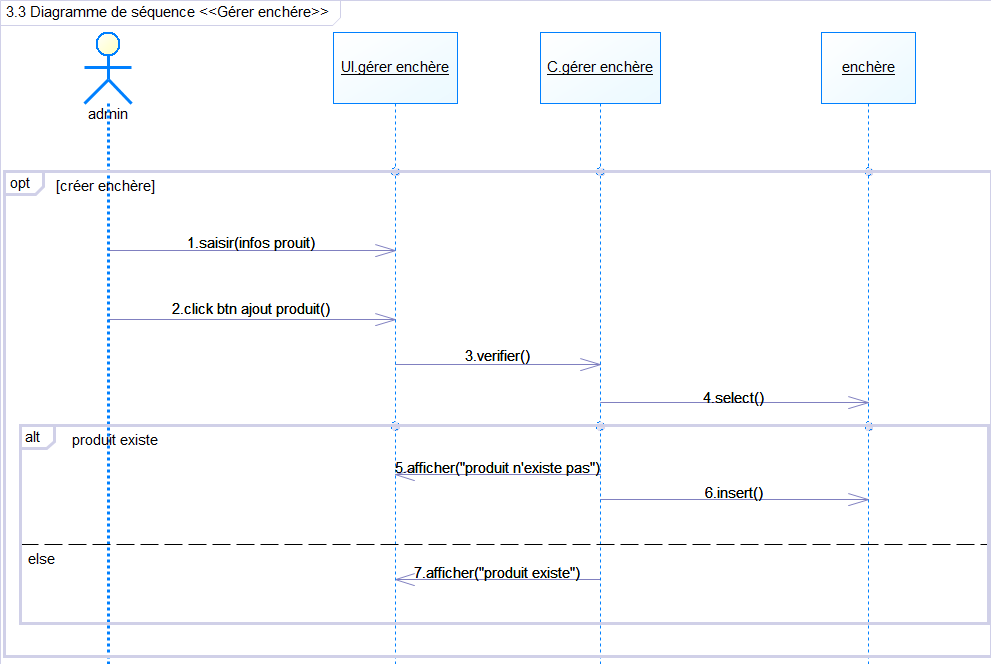 3.3 Diagramme de séquence <<Gérer enchére>>
admin
UI.gérer enchère
C.gérer enchère
enchère
opt
[créer enchère]
1.saisir(infos prouit)
2.click btn ajout produit()
3.verifier()
4.select()
alt
produit existe
5.afficher("produit n'existe pas")
6.insert()
else
7.afficher("produit existe")